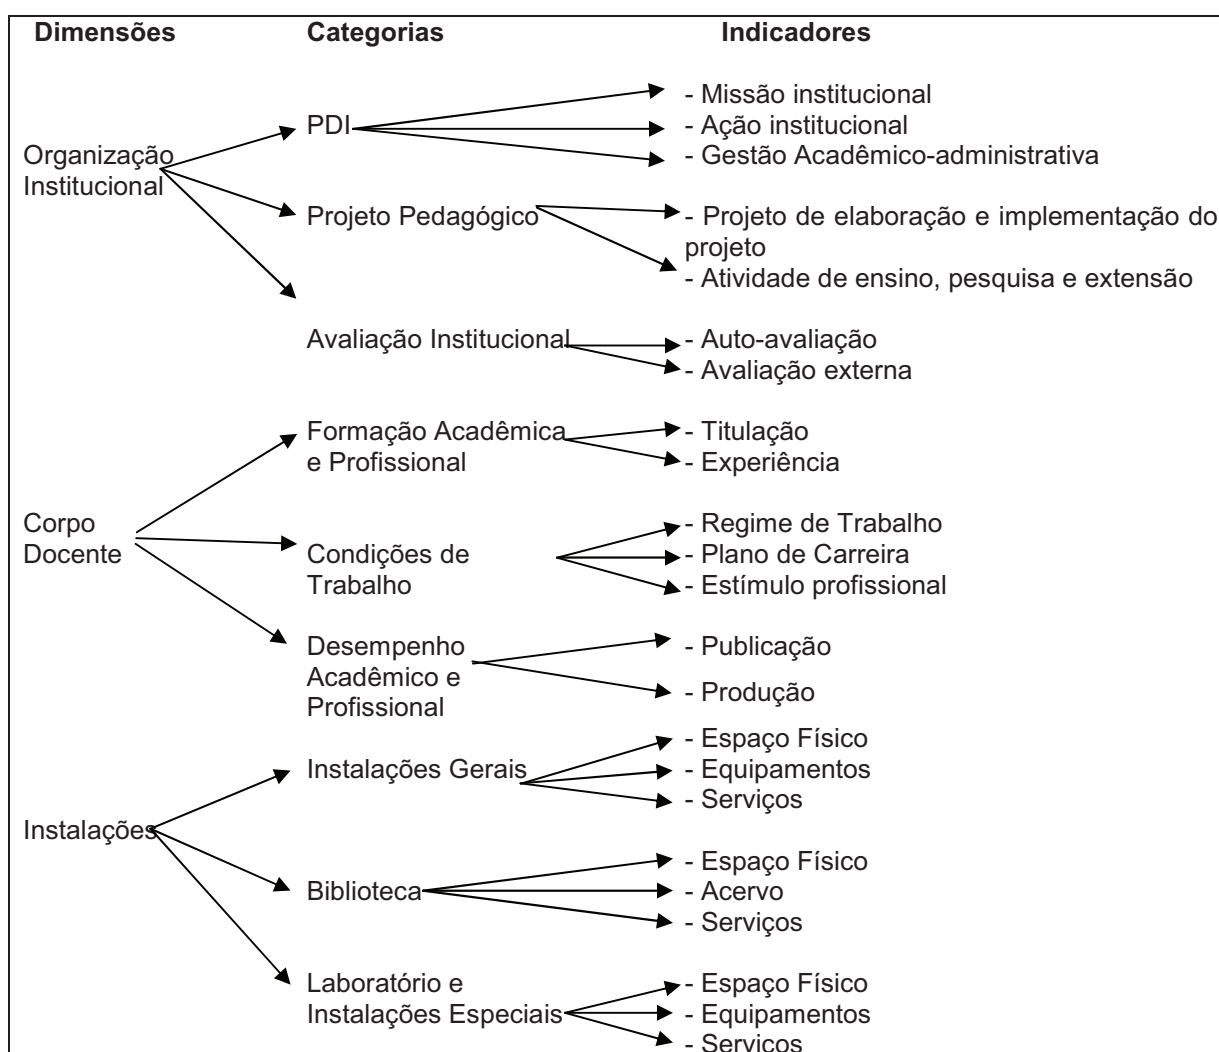 Dimensões Categorias Indicadores
- Missão institucional
PDI - Ação institucional
Organização - Gestão Acadêmico-administrativa
Institucional
Projeto Pedagógico - Projeto de elaboração e implementação do
projeto
- Atividade de ensino, pesquisa e extensão
Avaliação Institucional - Auto-avaliação
- Avaliação externa
Formação Acadêmica - Titulação
e Profissional - Experiência
Corpo - Regime de Trabalho
Docente Condições de - Plano de Carreira
Trabalho - Estímulo profissional
Desempenho - Publicação
Acadêmico e
Profissional - Produção
- Espaço Físico
Instalações Gerais - Equipamentos
- Serviços
Instalações
- Espaço Físico
Biblioteca - Acervo
- Serviços
Laboratório e - Espaço Físico
Instalações Especiais - Equipamentos
- Serviços